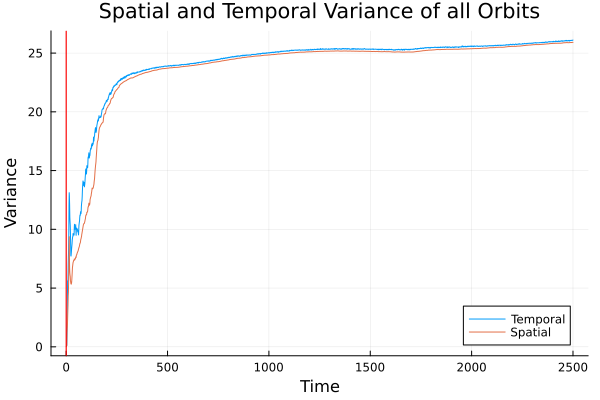 Spatial and Temporal Variance of all Orbits
Variance
25
20
15
10
5
0
Temporal
Spatial
0 500 1000 1500 2000 2500
Time